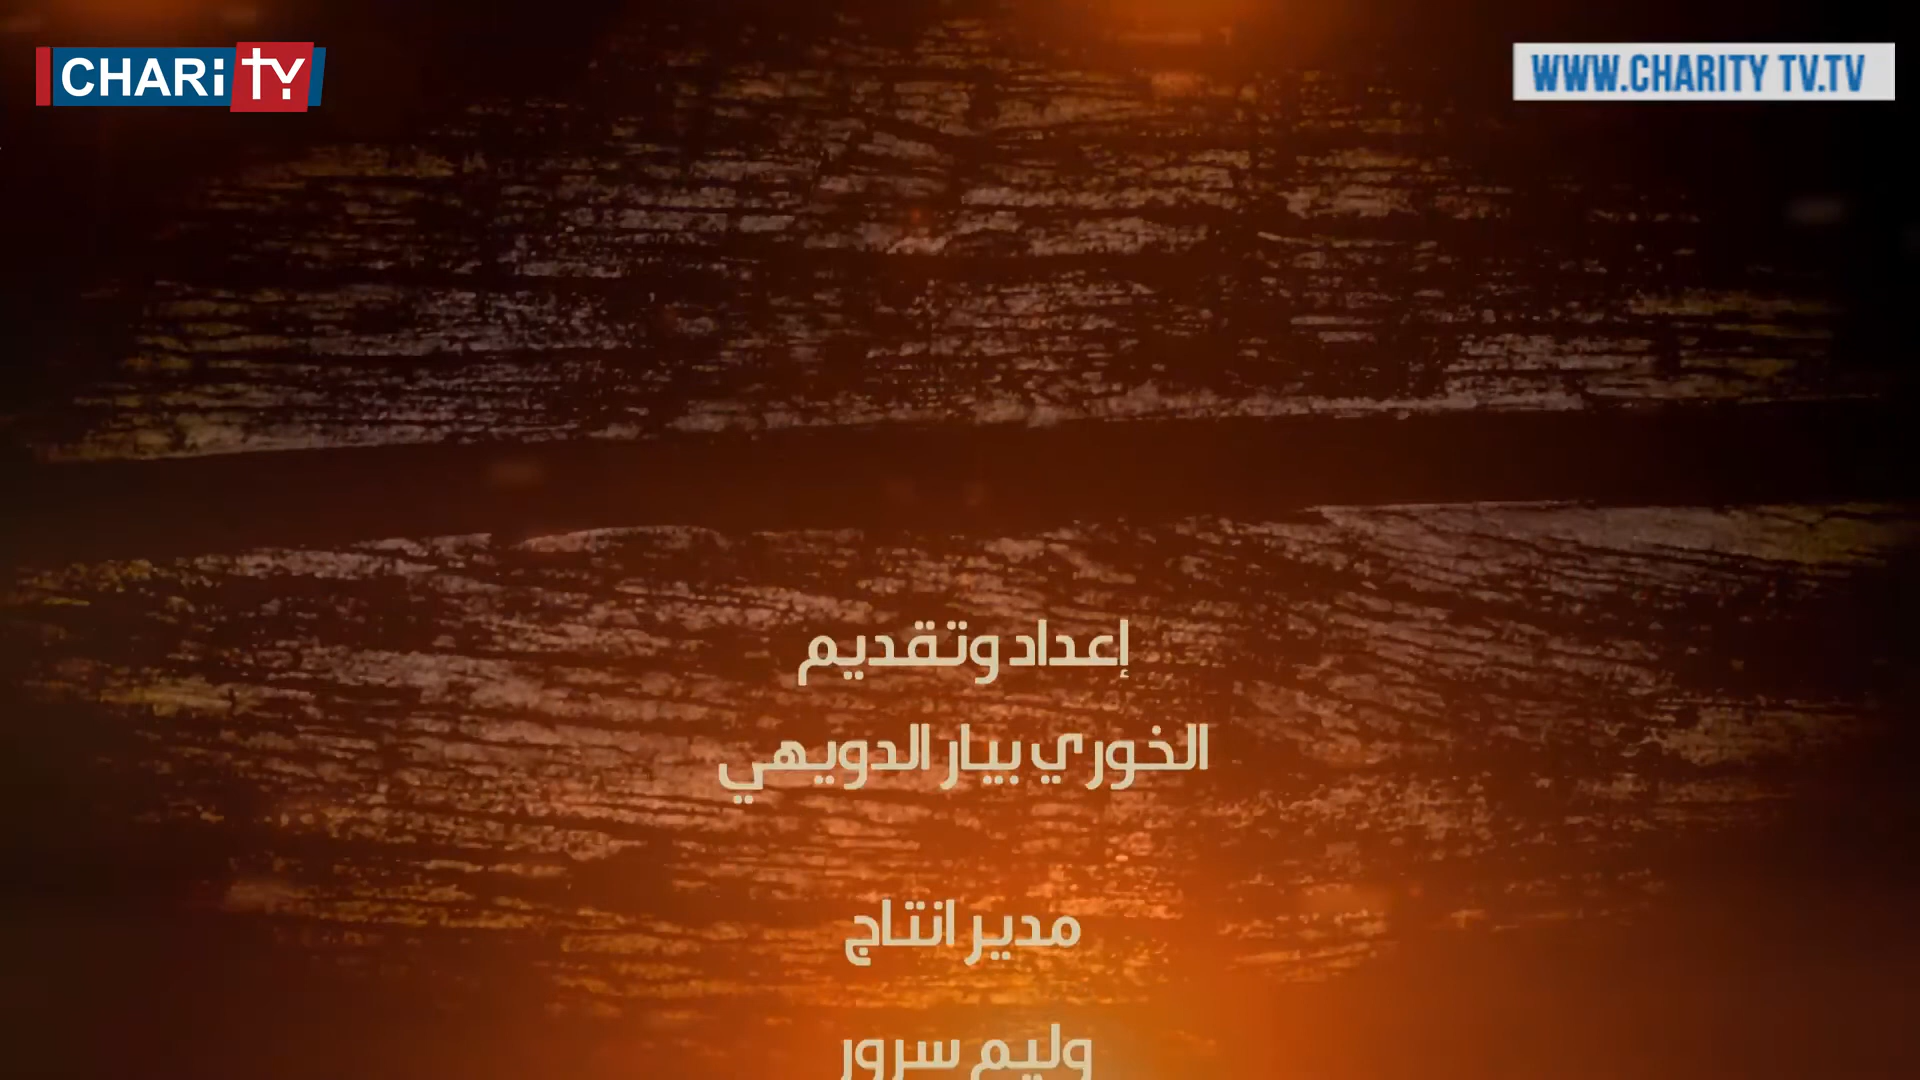 CHARiTY
WWW.CHARITY TV.TV
إعداد وتقديم
الخوري بيار الدويهي
مدير انتاج
وليم سرور